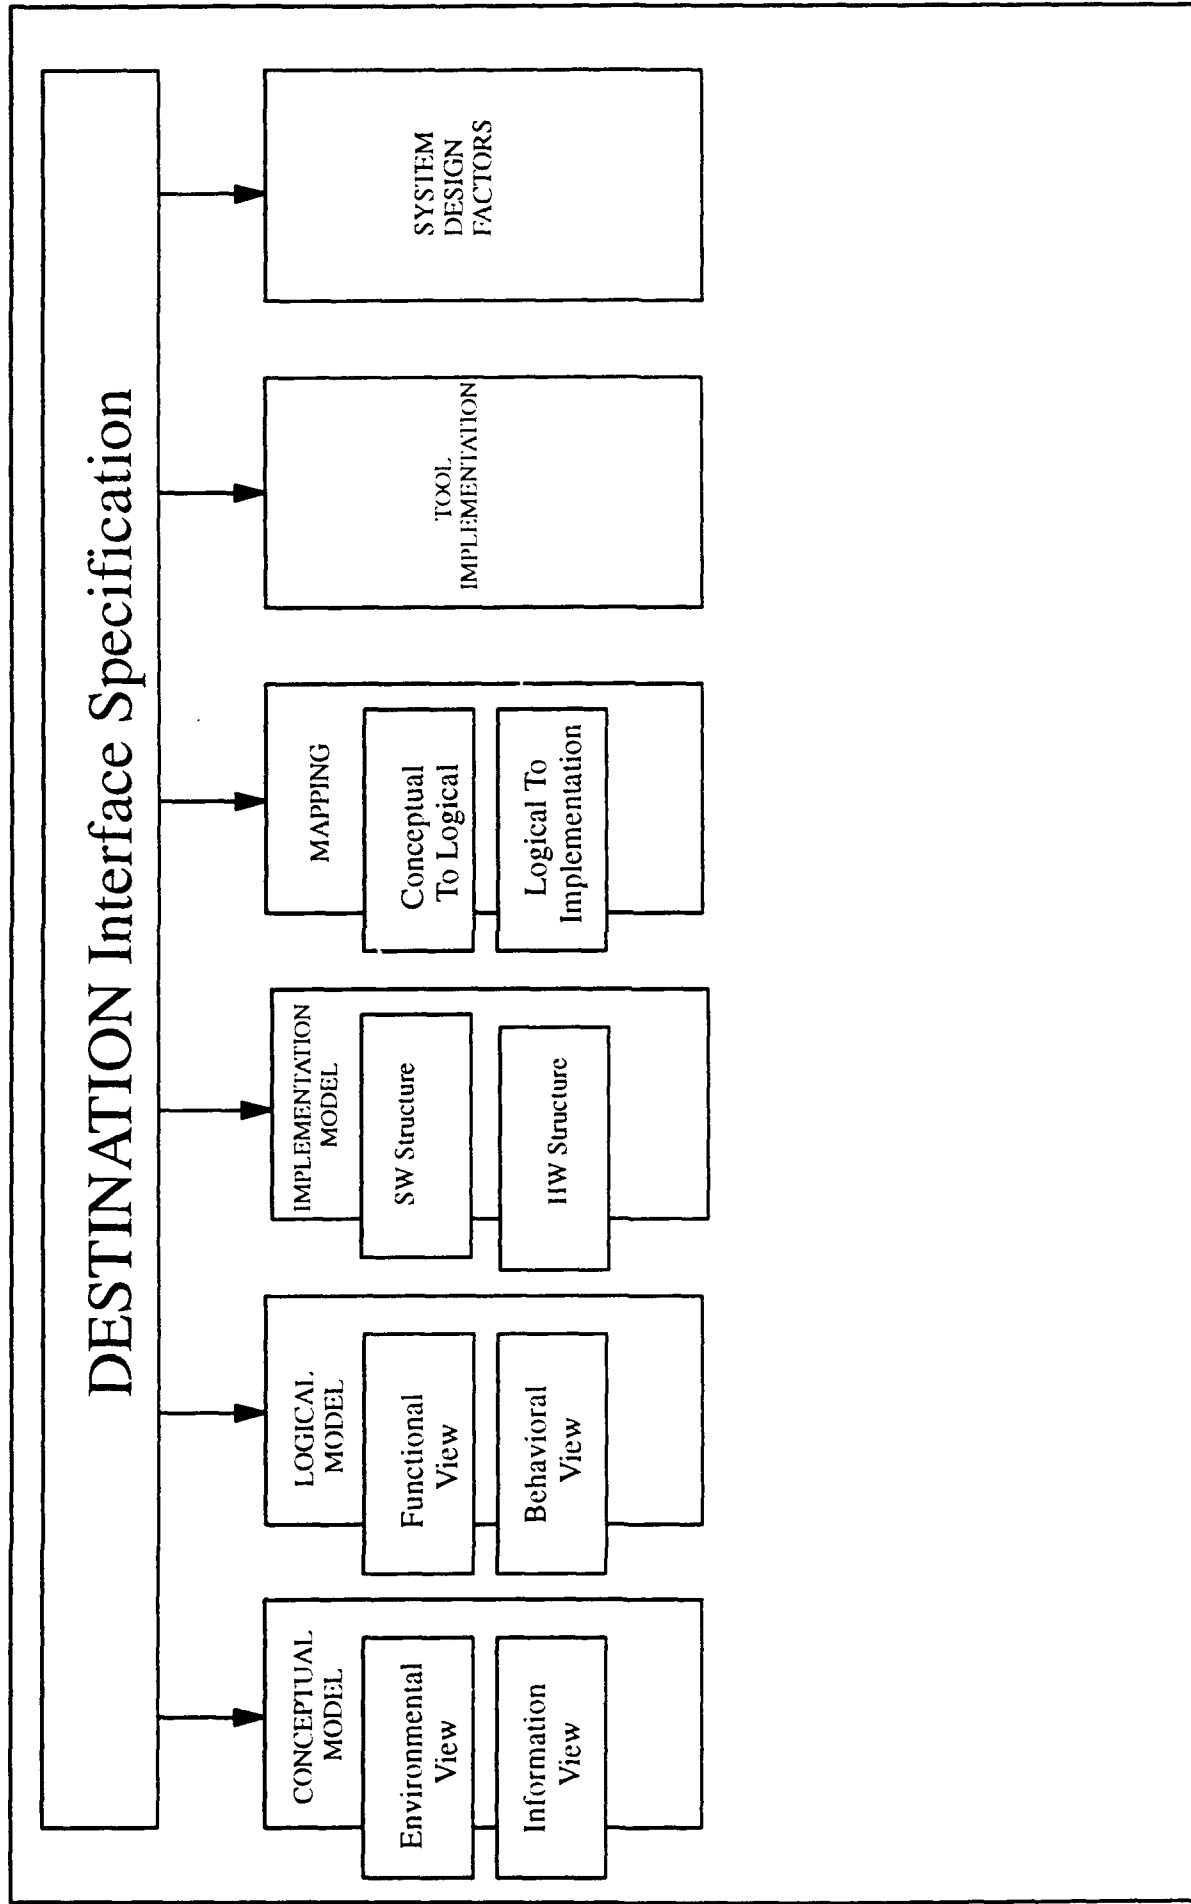 DESTINATION Interface Specification
CONCEPTUAL
MODEL
Environmental
View
Information
View
LOGICAL
MODEL
Functional
View
Behavioral
View
IMPLEMENTATION
MODEL
SW Structure
HW Structure
MAPPING
Conceptual
To Logical
Logical To
Implementation
TOOL
IMPLEMENTATION
SYSTEM
DESIGN
FACTORS